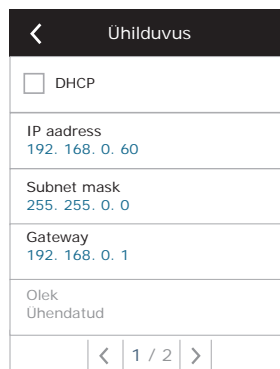 Ühilduvus
DHCP
IP aadress
192. 168. 0. 60
Subnet mask
255. 255. 0. 0
Gateway
192. 168. 0. 1
Olek
Ühendatud
1 / 2